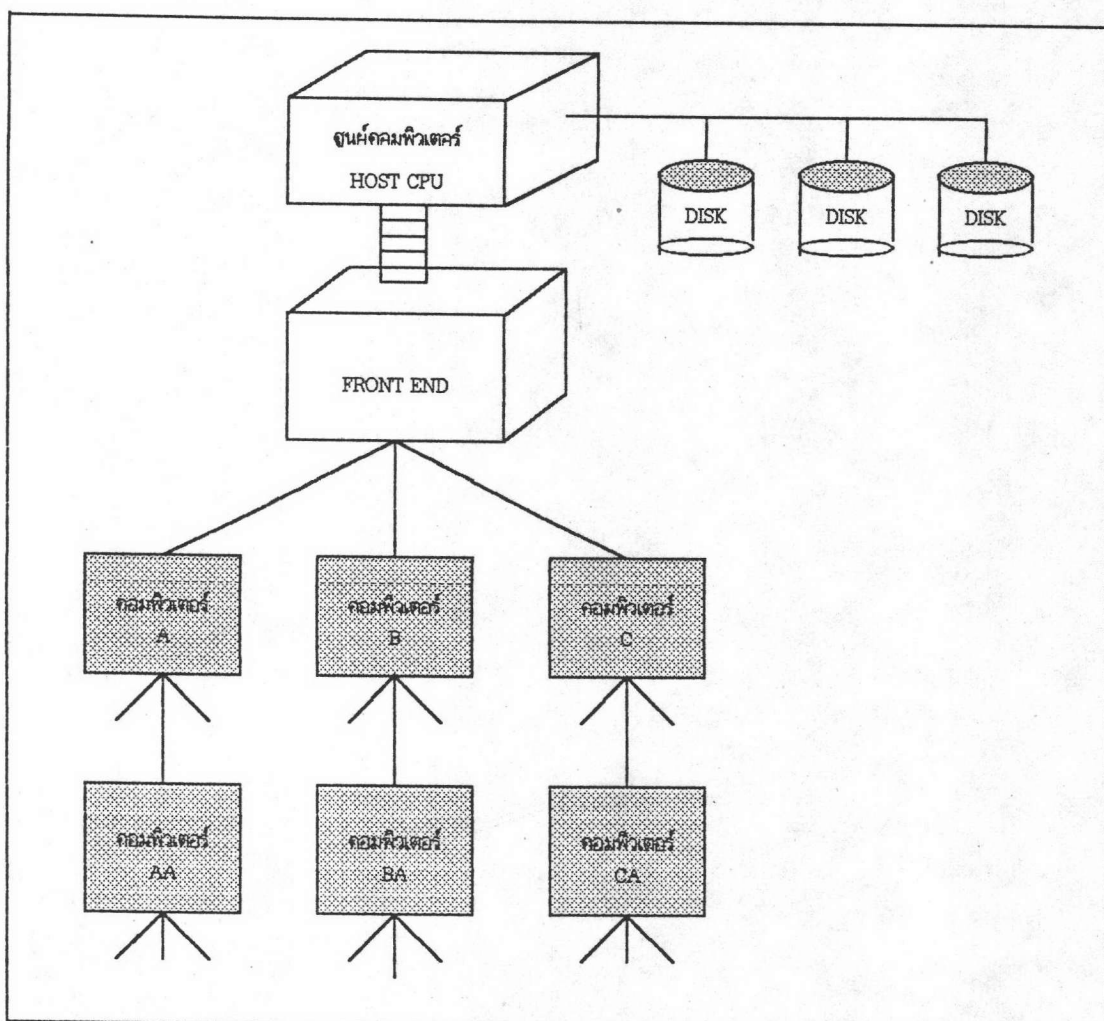 ศูนย์คอมพิวเตอร์
HOST CPU
DISK
DISK
DISK
FRONT END
คอมพิวเตอร์
A
คอมพิวเตอร์
B
คอมพิวเตอร์
C
คอมพิวเตอร์
AA
คอมพิวเตอร์
BA
คอมพิวเตอร์
CA